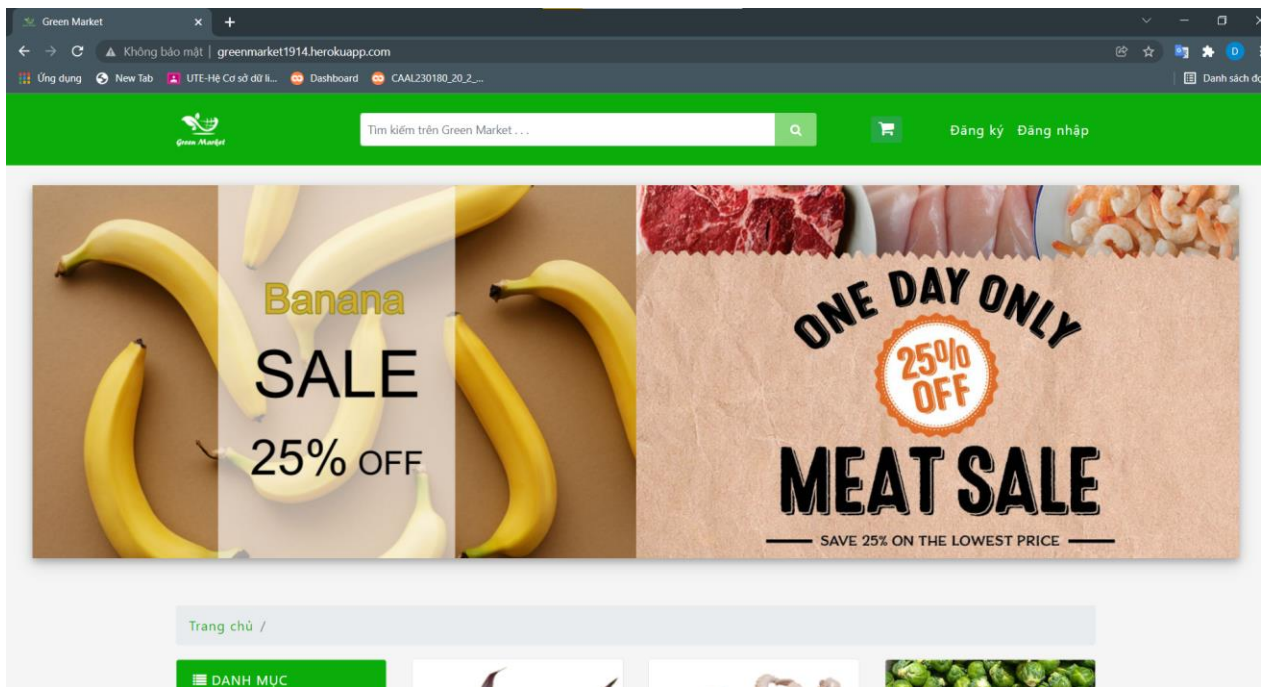 Green Market
Không bảo mật | greenmarket1914.herokuapp.com
D
Ứng dụng New Tab UTE-Hệ Cơ sở dữ li... Dashboard CAAL230180_20_2_...
Danh sách đọ
Green Market
Tìm kiếm trên Green Market . . .
Đăng ký Đăng nhập
Banana
SALE
25% OFF
ONE DAY ONLY
25%
OFF
MEAT SALE
SAVE 25% ON THE LOWEST PRICE
Trang chủ /
DANH MỤC